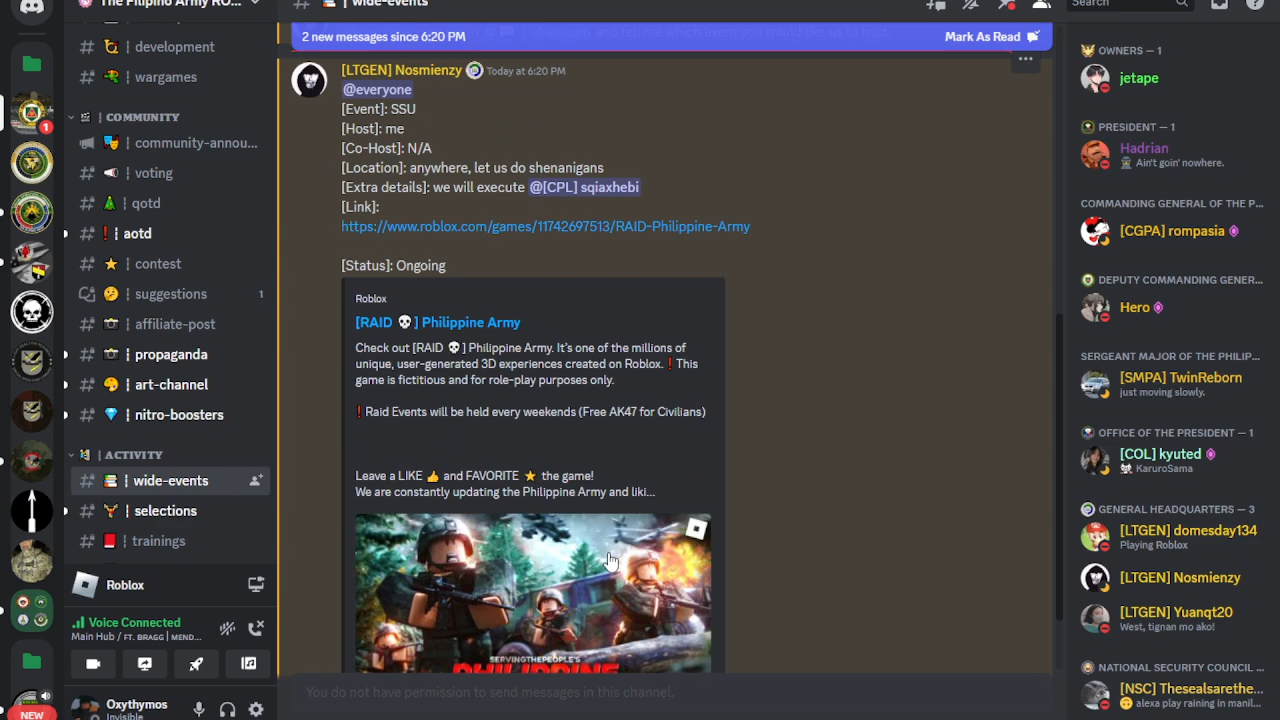 The Filipino Army RO...
| wide-events
Search
2 new messages since 6:20 PM
Mark As Read
# | development
# | wargames
| COMMUNITY
| community-annou...
# | voting
# | qotd
# | aotd
# | contest
| suggestions 1
# | affiliate-post
# | propaganda
# | art-channel
# | nitro-boosters
| ACTIVITY
# | wide-events
# | selections
# | trainings
Roblox
Voice Connected
Main Hub / FT. BRAGG | MEND...
Oxythymos
Invisible
1
NEW
[LTGEN] Nosmienzy Today at 6:20 PM
@everyone
[Event]: SSU
[Host]: me
[Co-Host]: N/A
[Location]: anywhere, let us do shenanigans
[Extra details]: we will execute @[CPL] sqiaxhebi
[Link]:
https://www.roblox.com/games/11742697513/RAID-Philippine-Army
[Status]: Ongoing
Roblox
[RAID 💀] Philippine Army
Check out [RAID 💀] Philippine Army. It's one of the millions of
unique, user-generated 3D experiences created on Roblox. ❗This
game is fictitious and for role-play purposes only.
❗Raid Events will be held every weekends (Free AK47 for Civilians)
Leave a LIKE 👍 and FAVORITE ⭐ the game!
We are constantly updating the Philippine Army and liki...
SERVINGTHEPEOPLE'S
PHILIPPINE
You do not have permission to send messages in this channel.
OWNERS — 1
jetape
PRESIDENT — 1
Hadrian
Ain't goin' nowhere.
COMMANDING GENERAL OF THE P...
[CGPA] rompasia
DEPUTY COMMANDING GENER...
Hero
SERGEANT MAJOR OF THE PHILIP...
[SMPA] TwinReborn
just moving slowly.
OFFICE OF THE PRESIDENT — 1
[COL] kyuted
KaruroSama
GENERAL HEADQUARTERS — 3
[LTGEN] domesday134
Playing Roblox
[LTGEN] Nosmienzy
[LTGEN] Yuanqt20
West, tignan mo ako!
NATIONAL SECURITY COUNCIL ...
[NSC] Thesealsarethe...
alexa play raining in manil...